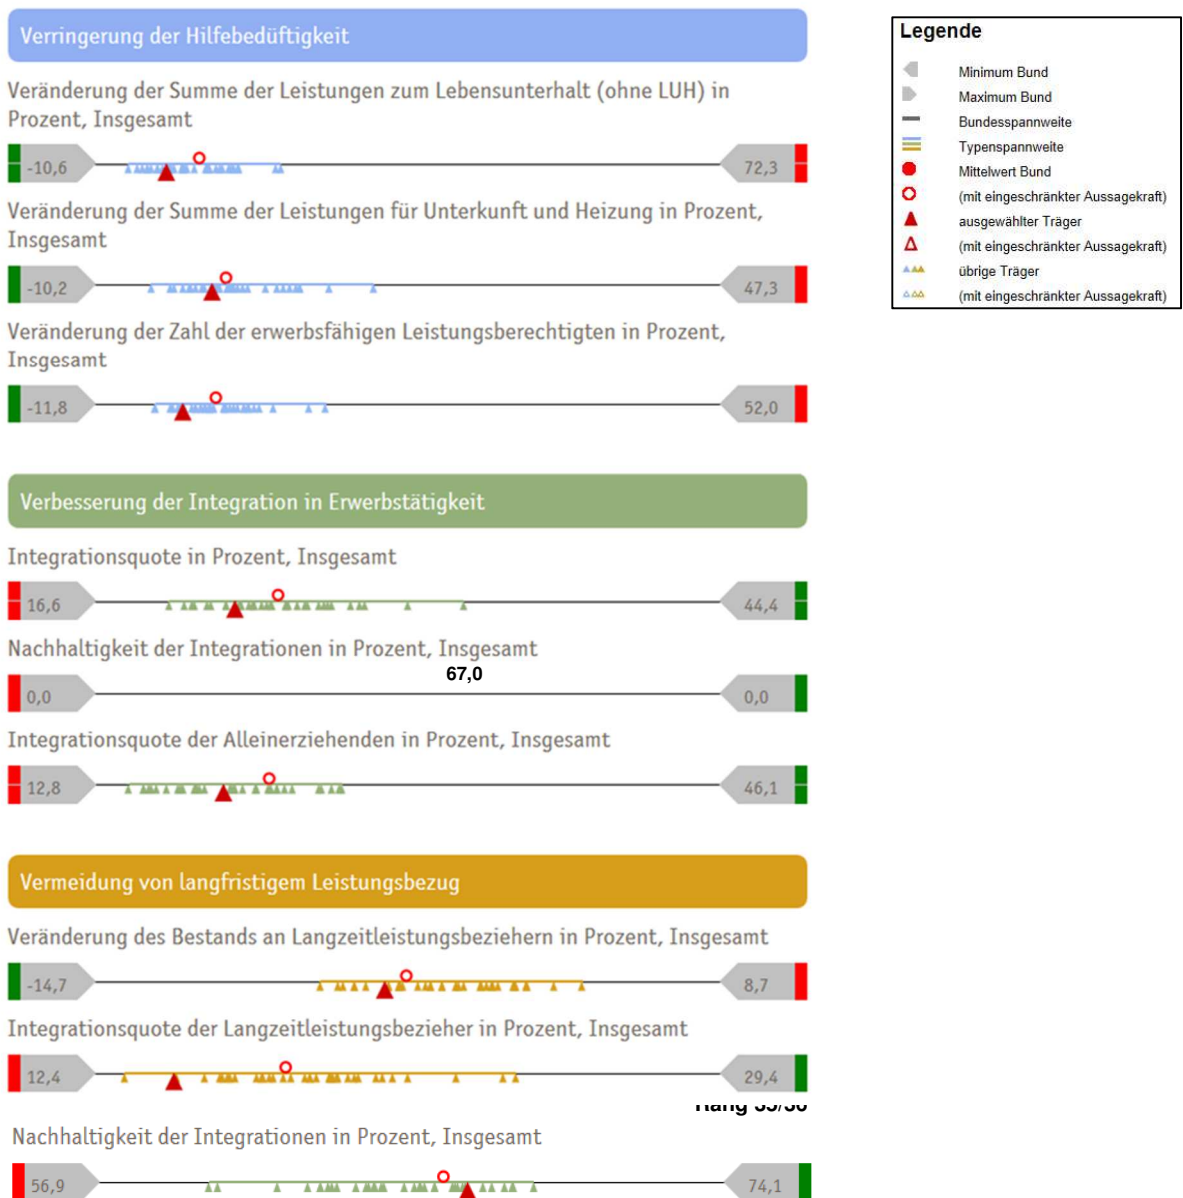 Verringerung der Hilfebedüftigkeit
Veränderung der Summe der Leistungen zum Lebensunterhalt (ohne LUH) in
Prozent, Insgesamt
-10,6 72,3
Veränderung der Summe der Leistungen für Unterkunft und Heizung in Prozent,
Insgesamt
-10,2 47,3
Veränderung der Zahl der erwerbsfähigen Leistungsberechtigten in Prozent,
Insgesamt
-11,8 52,0
Verbesserung der Integration in Erwerbstätigkeit
Integrationsquote in Prozent, Insgesamt
16,6 44,4
Nachhaltigkeit der Integrationen in Prozent, Insgesamt
67,0
0,0 0,0
Integrationsquote der Alleinerziehenden in Prozent, Insgesamt
12,8 46,1
Vermeidung von langfristigem Leistungsbezug
Veränderung des Bestands an Langzeitleistungsbeziehern in Prozent, Insgesamt
-14,7 8,7
Integrationsquote der Langzeitleistungsbezieher in Prozent, Insgesamt
12,4 29,4
Rang
Nachhaltigkeit der Integrationen in Prozent, Insgesamt
56,9 74,1
Legende
Minimum Bund
Maximum Bund
Bundesspannweite
Typenspannweite
Mittelwert Bund
(mit eingeschränkter Aussagekraft)
ausgewählter Träger
(mit eingeschränkter Aussagekraft)
übrige Träger
(mit eingeschränkter Aussagekraft)